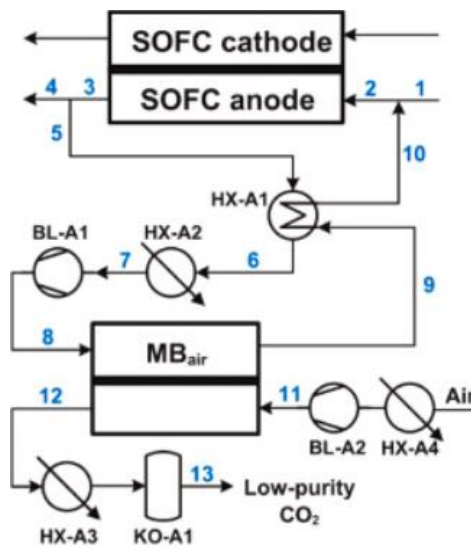 SOFC cathode
4 3 SOFC anode 2 1
5
10
HX-A1
BL-A1 HX-A2
7 6
9
8
MBair
12 11 Air
BL-A2 HX-A4
13
Low-purity
CO2
HX-A3 KO-A1